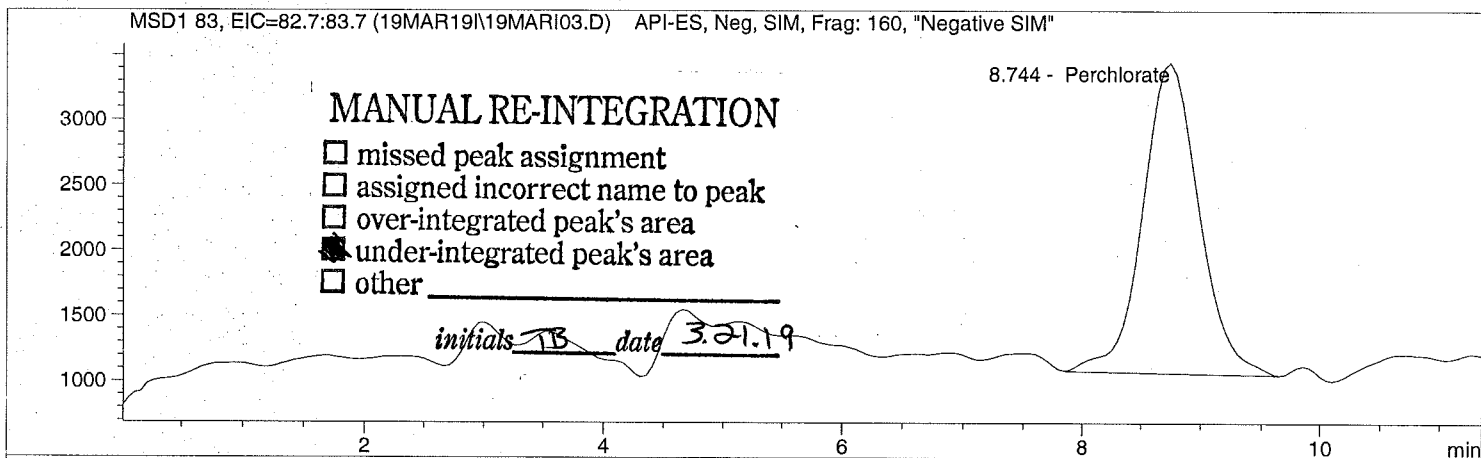 MSD1 83, EIC=82.7:83.7 (19MAR19I\19MARI03.D) API-ES, Neg, SIM, Frag: 160, "Negative SIM"
8.744 - Perchlorate
MANUAL RE-INTEGRATION
missed peak assignment
assigned incorrect name to peak
over-integrated peak's area
under-integrated peak's area
other
initials TB date 3.21.19
3000
2500
2000
1500
1000
2 4 6 8 10 min